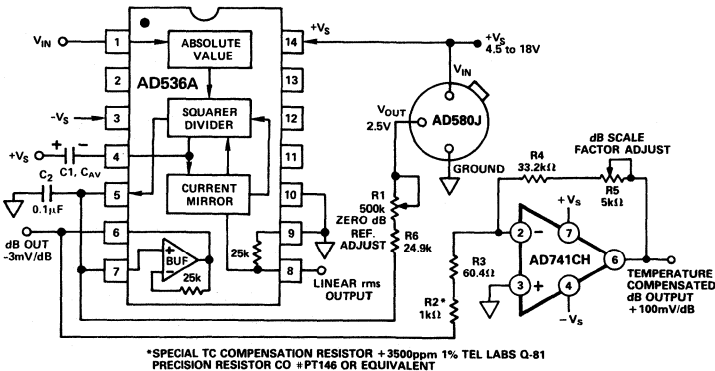 V_IN
1
ABSOLUTE
VALUE
14
+V_S
+V_S
4.5 to 18V
2
AD536A
13
V_IN
-V_S
3
SQUARER
DIVIDER
12
V_OUT
2.5V
AD580J
+V_S
+ -
C1, C_AV
4
11
GROUND
dB SCALE
FACTOR ADJUST
R4
33.2kΩ
C_2
0.1µF
5
CURRENT
MIRROR
10
R1
500k
ZERO dB
REF.
ADJUST
R5
5kΩ
+V_S
dB OUT
-3mV/dB
6
25k
9
R6
24.9k
2
-
7
AD741CH
6
7
+
BUF
-
25k
8
LINEAR rms
OUTPUT
R3
60.4Ω
3
+
4
-V_S
R2*
1kΩ
TEMPERATURE
COMPENSATED
dB OUTPUT
+100mV/dB
*SPECIAL TC COMPENSATION RESISTOR +3500ppm 1% TEL LABS Q-81
PRECISION RESISTOR CO #PT146 OR EQUIVALENT